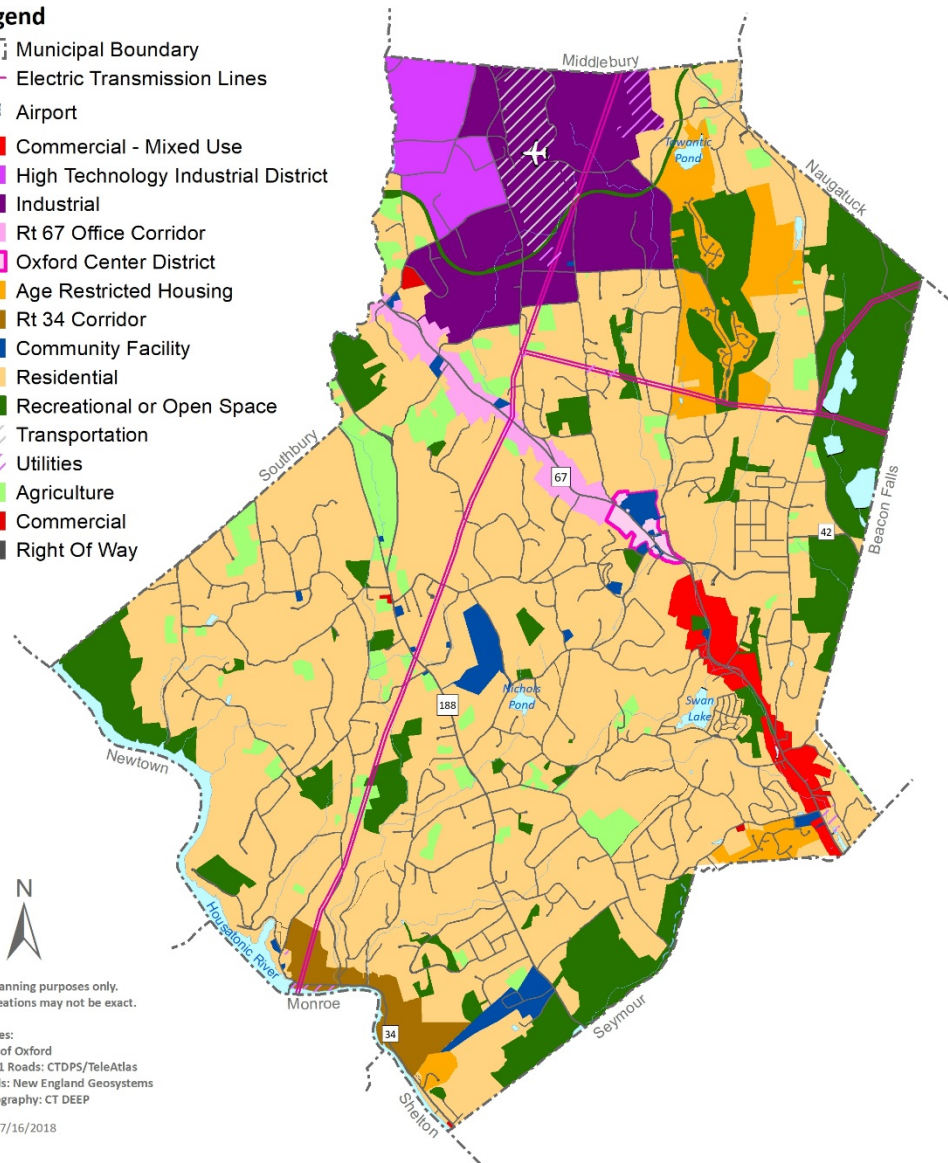 gend
Municipal Boundary
Electric Transmission Lines
Airport
Commercial - Mixed Use
High Technology Industrial District
Industrial
Rt 67 Office Corridor
Oxford Center District
Age Restricted Housing
Rt 34 Corridor
Community Facility
Residential
Recreational or Open Space
Transportation
Utilities
Agriculture
Commercial
Right Of Way
Middlebury
Towantic
Pond
Naugatuck
Southbury
67
42
Beacon Falls
188
Nichols
Pond
Swan
Lake
Newtown
N
Housatonic River
Monroe
34
Seymour
Shelton
anning purposes only.
eations may not be exact.
es:
of Oxford
1 Roads: CTDPS/TeleAtlas
ls: New England Geosystems
graphy: CT DEEP
7/16/2018